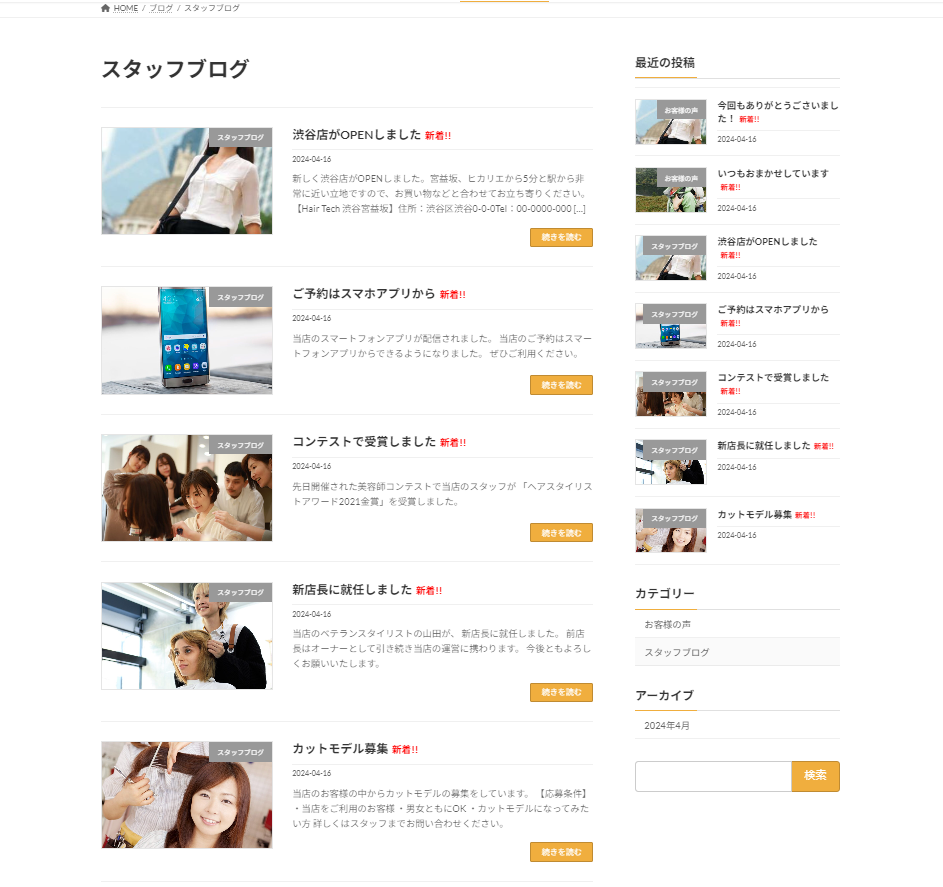 HOME / ブログ / スタッフブログ
スタッフブログ
スタッフブログ
渋谷店がOPENしました 新着!!
2024-04-16
新しく渋谷店がOPENしました。宮益坂、ヒカリエから5分と駅から非
常に近い立地ですので、お買い物などと合わせてお立ち寄りください。
【Hair Tech 渋谷宮益坂】住所：渋谷区渋谷0-0-0Tel：00-0000-000 [...]
続きを読む
スタッフブログ
ご予約はスマホアプリから 新着!!
2024-04-16
当店のスマートフォンアプリが配信されました。 当店のご予約はスマー
トフォンアプリからできるようになりました。 ぜひご利用ください。
続きを読む
スタッフブログ
コンテストで受賞しました 新着!!
2024-04-16
先日開催された美容師コンテストで当店のスタッフが 「ヘアスタイリス
トアワード2021金賞」を受賞しました。
続きを読む
スタッフブログ
新店長に就任しました 新着!!
2024-04-16
当店のベテランスタイリストの山田が、 新店長に就任しました。 前店
長はオーナーとして引き続き当店の運営に携わります。 今後ともよろし
くお願いいたします。
続きを読む
スタッフブログ
カットモデル募集 新着!!
2024-04-16
当店のお客様の中からカットモデルの募集をしています。 【応募条件】
・当店をご利用のお客様 ・男女ともにOK ・カットモデルになってみた
い方 詳しくはスタッフまでお問い合わせください。
続きを読む
最近の投稿
お客様の声
今回もありがとうございまし
た！ 新着!!
2024-04-16
お客様の声
いつもおまかせしています
新着!!
2024-04-16
スタッフブログ
渋谷店がOPENしました
新着!!
2024-04-16
スタッフブログ
ご予約はスマホアプリから
新着!!
2024-04-16
スタッフブログ
コンテストで受賞しました
新着!!
2024-04-16
スタッフブログ
新店長に就任しました 新着!!
2024-04-16
スタッフブログ
カットモデル募集 新着!!
2024-04-16
カテゴリー
お客様の声
スタッフブログ
アーカイブ
2024年4月
検索